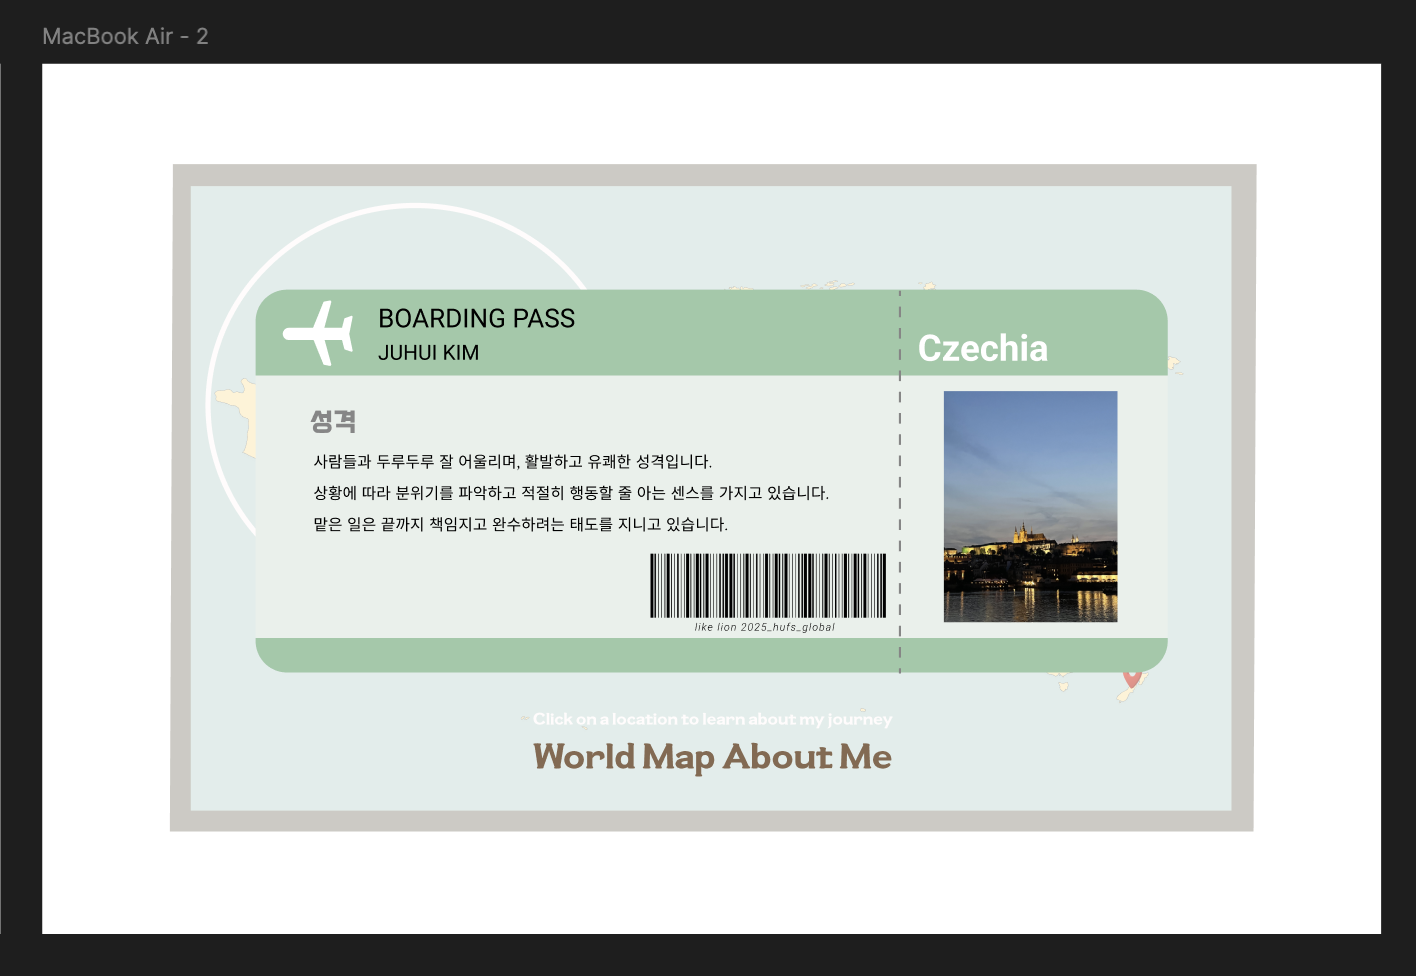 MacBook Air - 2
BOARDING PASS
JUHUI KIM
Czechia
성격
사람들과 두루두루 잘 어울리며, 활발하고 유쾌한 성격입니다.
상황에 따라 분위기를 파악하고 적절히 행동할 줄 아는 센스를 가지고 있습니다.
맡은 일은 끝까지 책임지고 완수하려는 태도를 지니고 있습니다.
like lion 2025_hufs_global
Click on a location to learn about my journey
World Map About Me